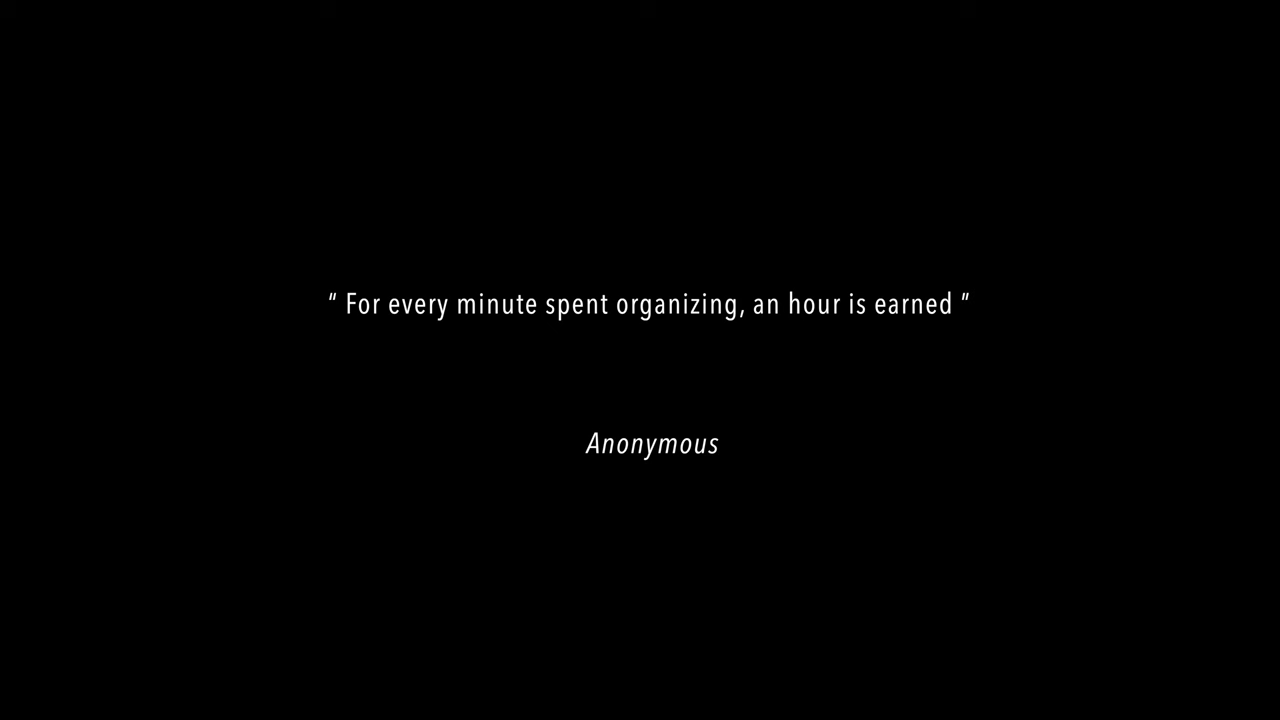 “ For every minute spent organizing, an hour is earned ”
Anonymous